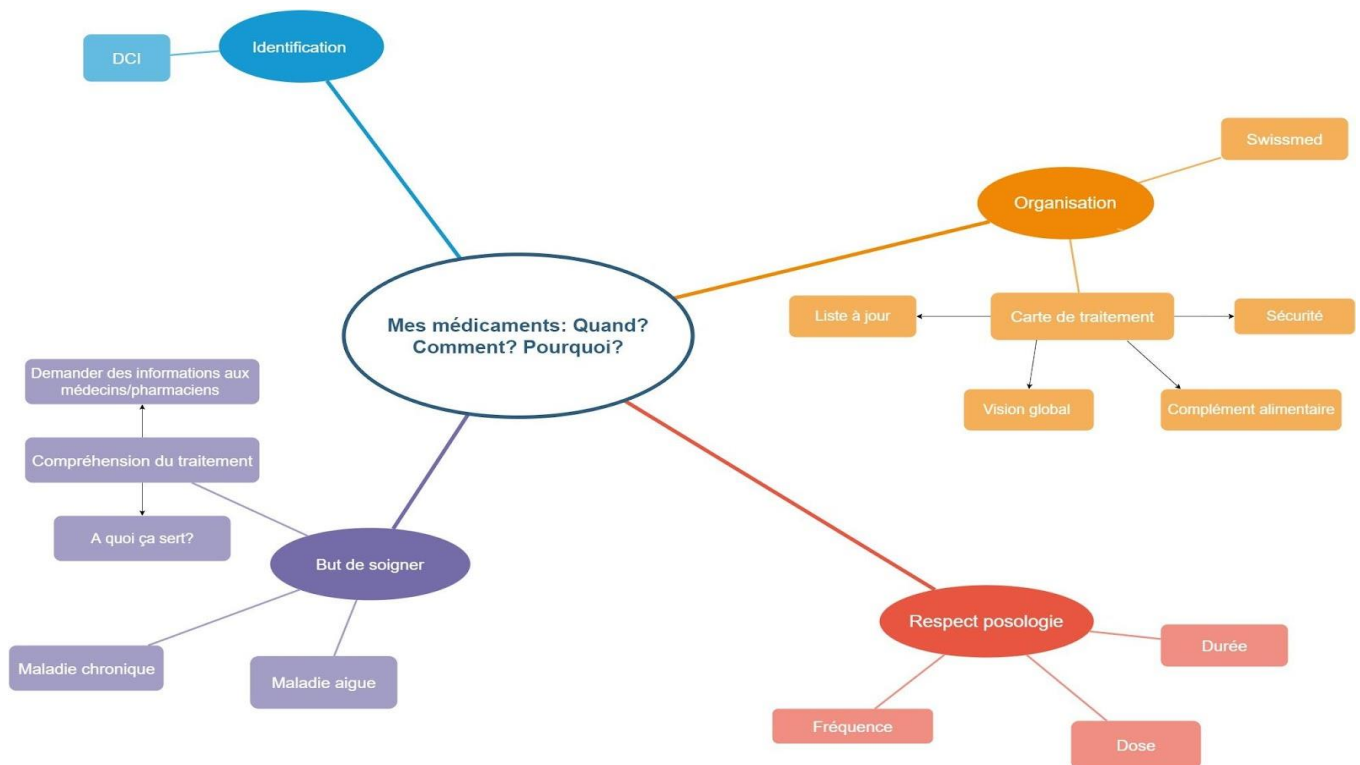 Identification
DCI
Swissmed
Organisation
Liste à jour
Carte de traitement
Sécurité
Vision global
Complément alimentaire
Mes médicaments: Quand?
Comment? Pourquoi?
Demander des informations aux
médecins/pharmaciens
Compréhension du traitement
A quoi ça sert?
But de soigner
Maladie chronique
Maladie aigue
Respect posologie
Durée
Fréquence
Dose